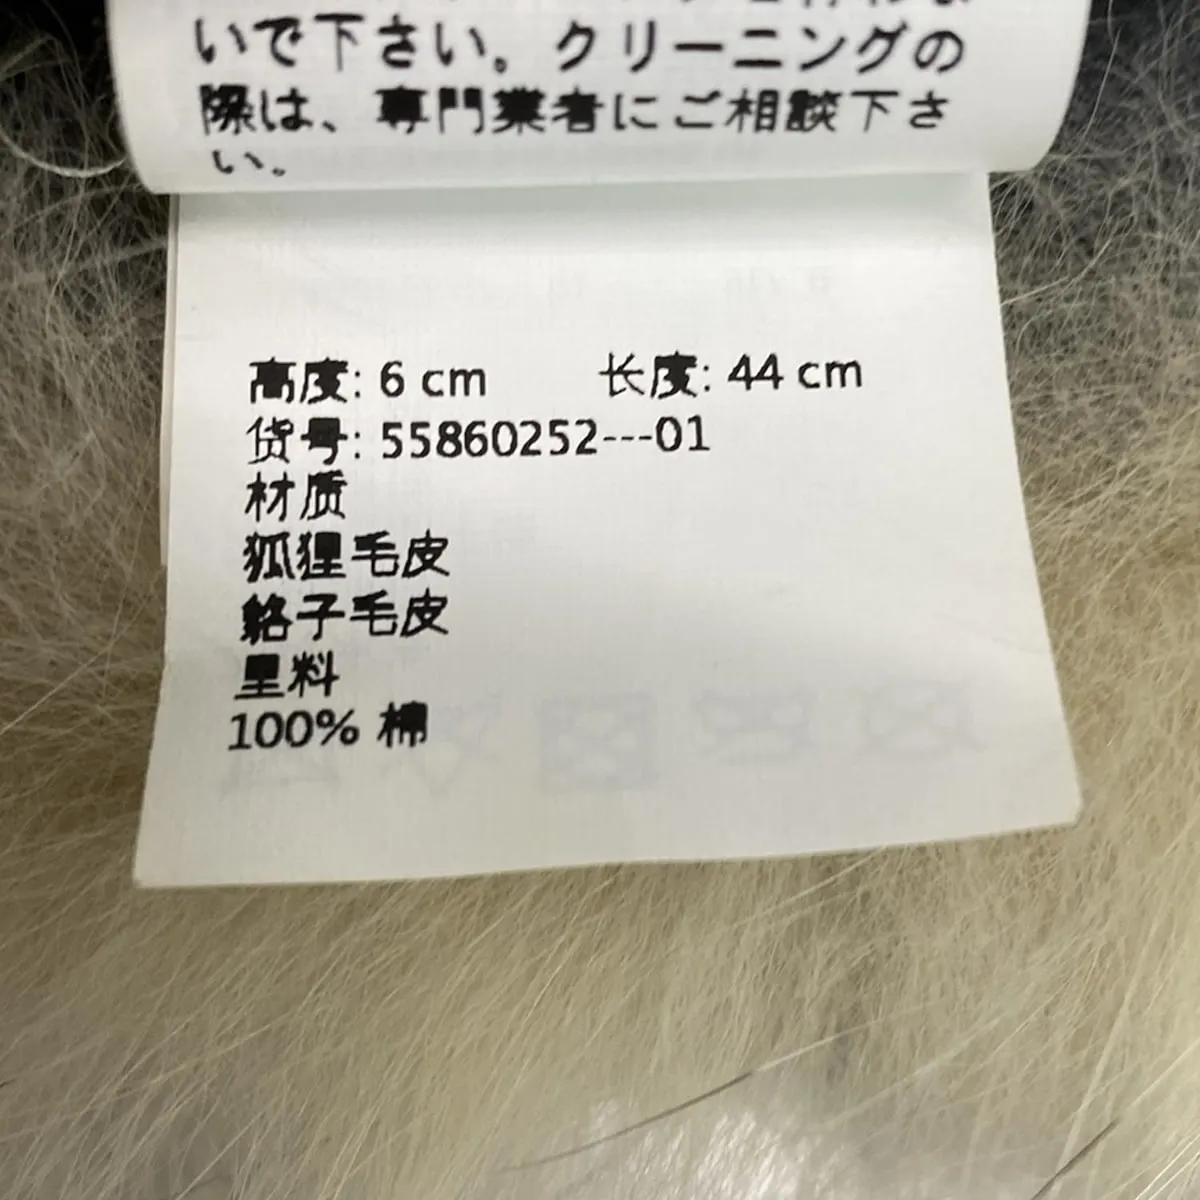 いで下さい。クリーニングの
際は、専門業者にご相談下さ
い。
高度: 6 cm 长度: 44 cm
货号: 55860252---01
材质
狐狸毛皮
貉子毛皮
里料
100% 棉